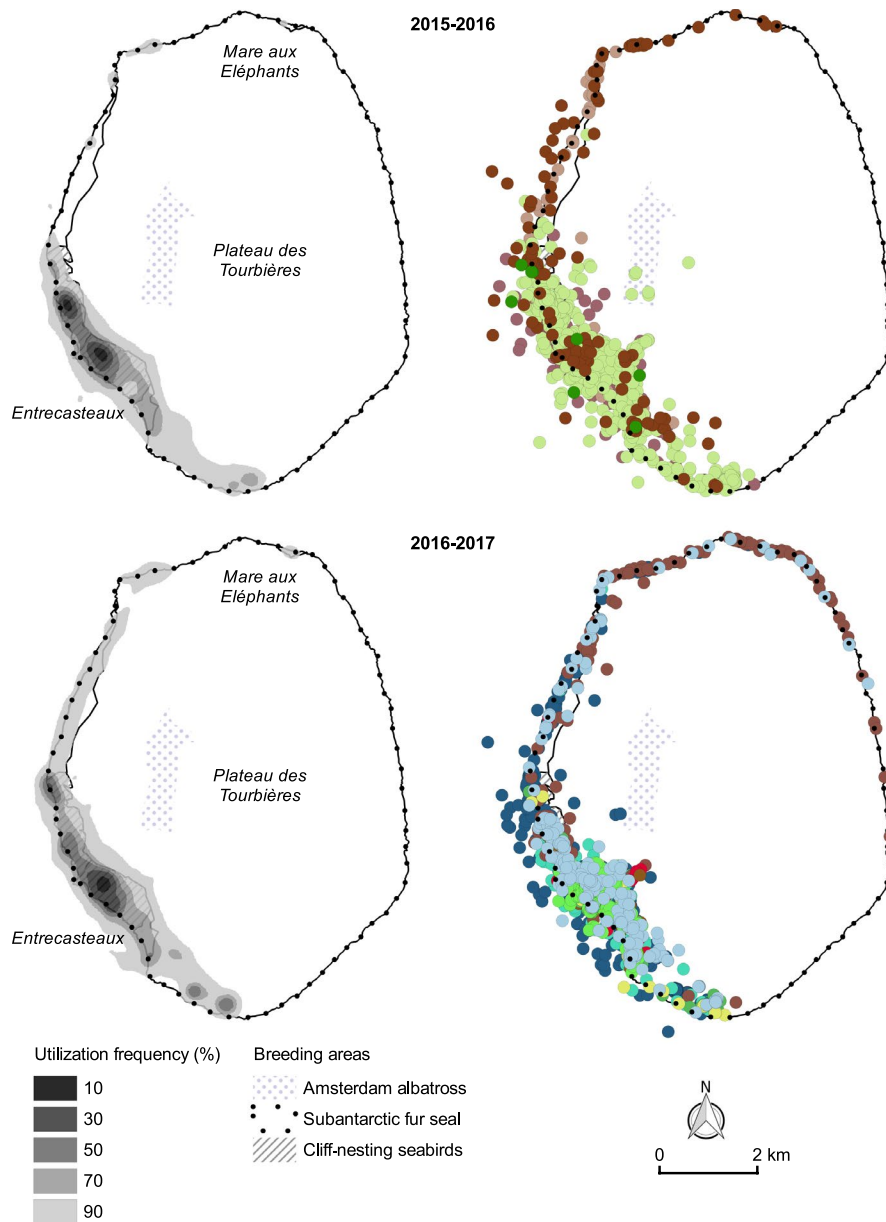 2015-2016
Mare aux
Eléphants
Plateau des
Tourbières
Entrecasteaux
2016-2017
Mare aux
Eléphants
Plateau des
Tourbières
Entrecasteaux
Utilization frequency (%)
10
30
50
70
90
Breeding areas
Amsterdam albatross
Subantarctic fur seal
Cliff-nesting seabirds
N
0 2 km